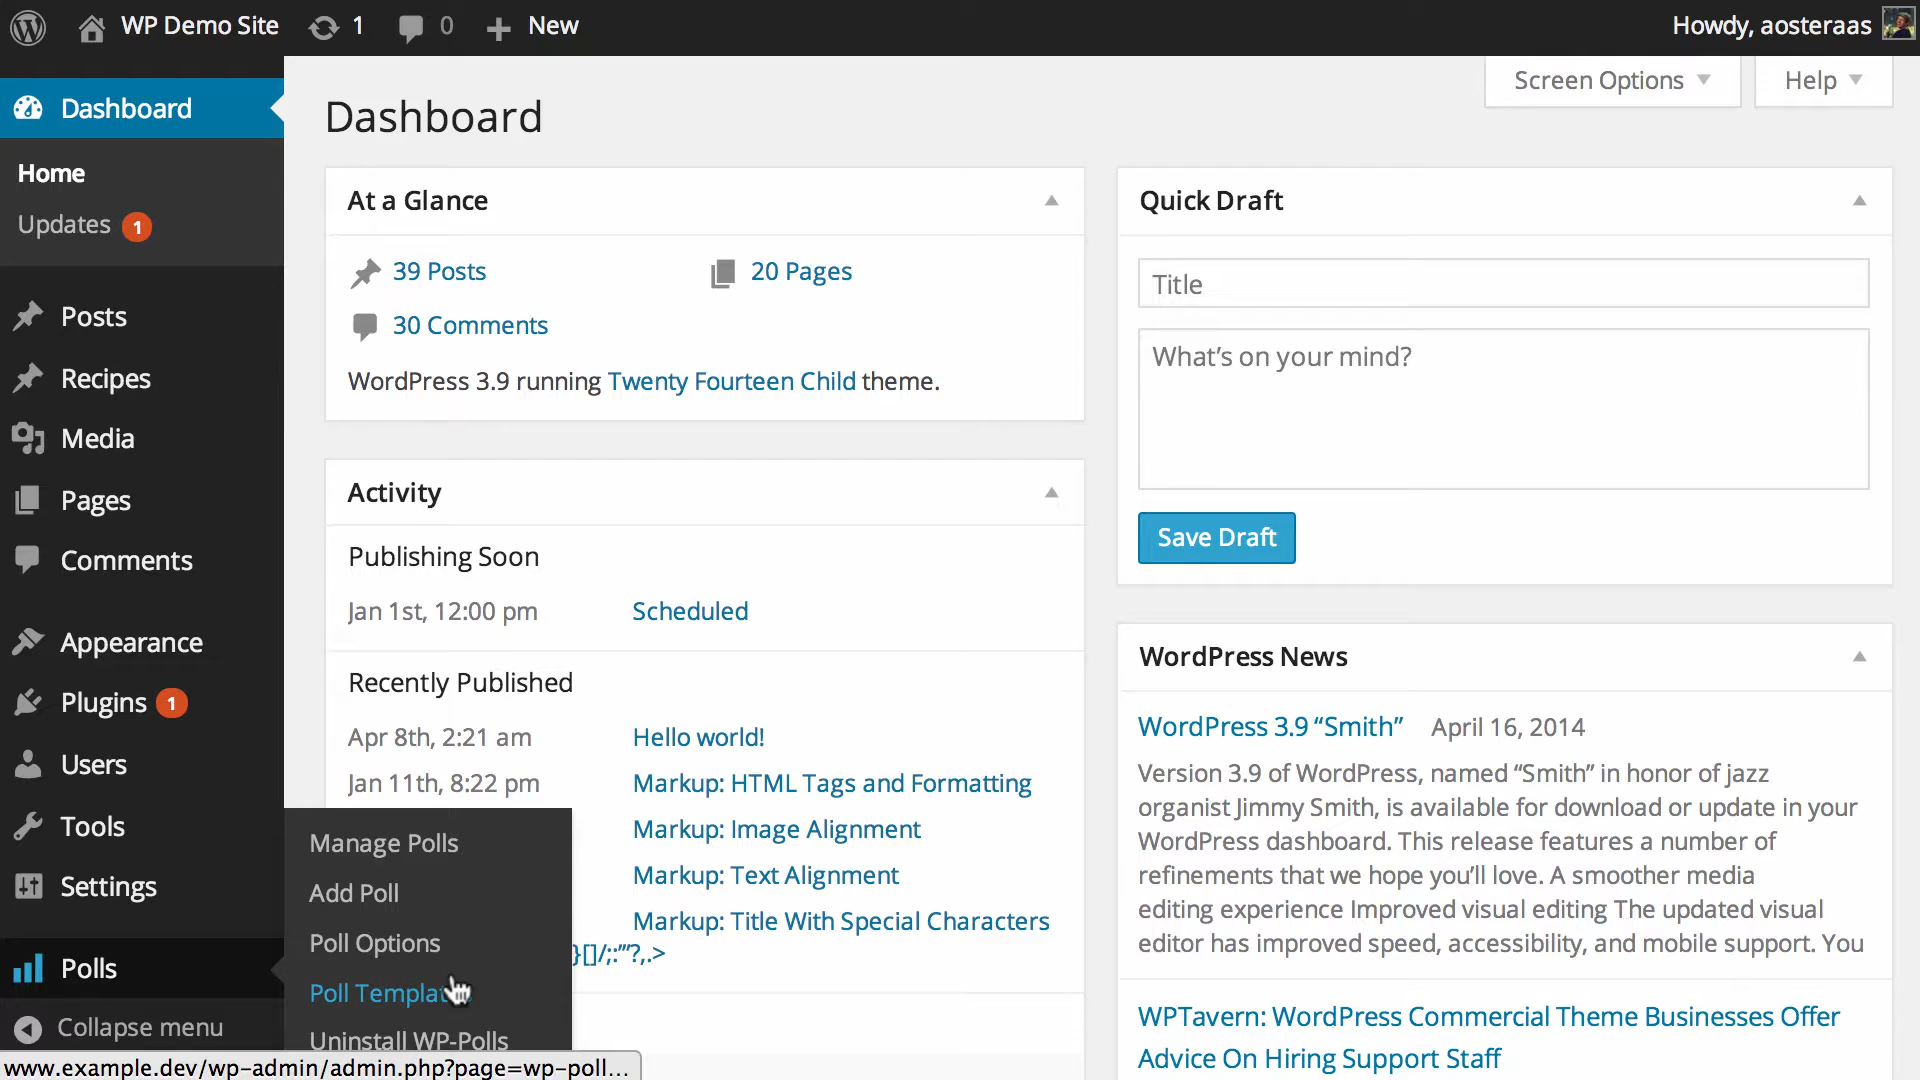 WP Demo Site 1 0 New Howdy, aosteraas
Screen Options Help
Dashboard
Home
Updates 1
Posts
Recipes
Media
Pages
Comments
Appearance
Plugins 1
Users
Tools
Settings
Polls
Collapse menu
Manage Polls
Add Poll
Poll Options
Poll Templat
Uninstall WP-Polls
www.example.dev/wp-admin/admin.php?page=wp-poll...
Dashboard
At a Glance
39 Posts 20 Pages
30 Comments
WordPress 3.9 running Twenty Fourteen Child theme.
Activity
Publishing Soon
Jan 1st, 12:00 pm Scheduled
Recently Published
Apr 8th, 2:21 am Hello world!
Jan 11th, 8:22 pm Markup: HTML Tags and Formatting
Markup: Image Alignment
Markup: Text Alignment
Markup: Title With Special Characters
}[]/;:'"?,.>
Quick Draft
Title
What's on your mind?
Save Draft
WordPress News
WordPress 3.9 “Smith” April 16, 2014
Version 3.9 of WordPress, named “Smith” in honor of jazz
organist Jimmy Smith, is available for download or update in your
WordPress dashboard. This release features a number of
refinements that we hope you’ll love. A smoother media
editing experience Improved visual editing The updated visual
editor has improved speed, accessibility, and mobile support. You
WPTavern: WordPress Commercial Theme Businesses Offer
Advice On Hiring Support Staff